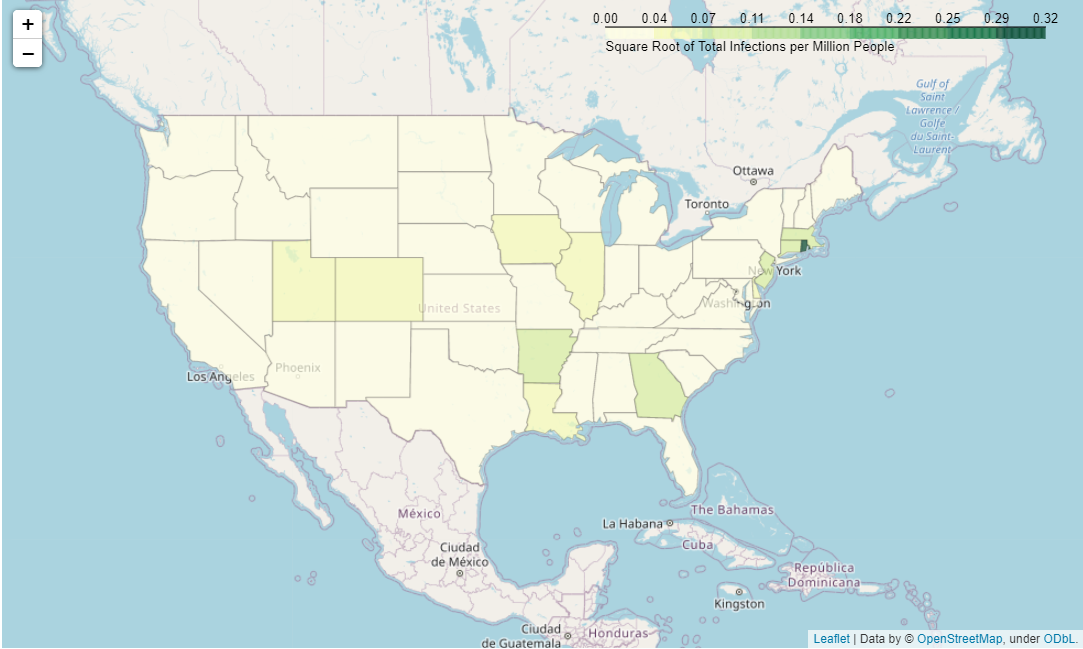 +
−
0.00 0.04 0.07 0.11 0.14 0.18 0.22 0.25 0.29 0.32
Square Root of Total Infections per Million People
Gulf of
Saint
Lawrence /
Golfe
du Saint-
Laurent
Ottawa
Toronto
New York
Washington
United States
Phoenix
Los Angeles
México
Ciudad
de México
La Habana
The Bahamas
Cuba
República
Dominicana
Kingston
Ciudad
de Guatemala
Honduras
Leaflet | Data by © OpenStreetMap, under ODbL.